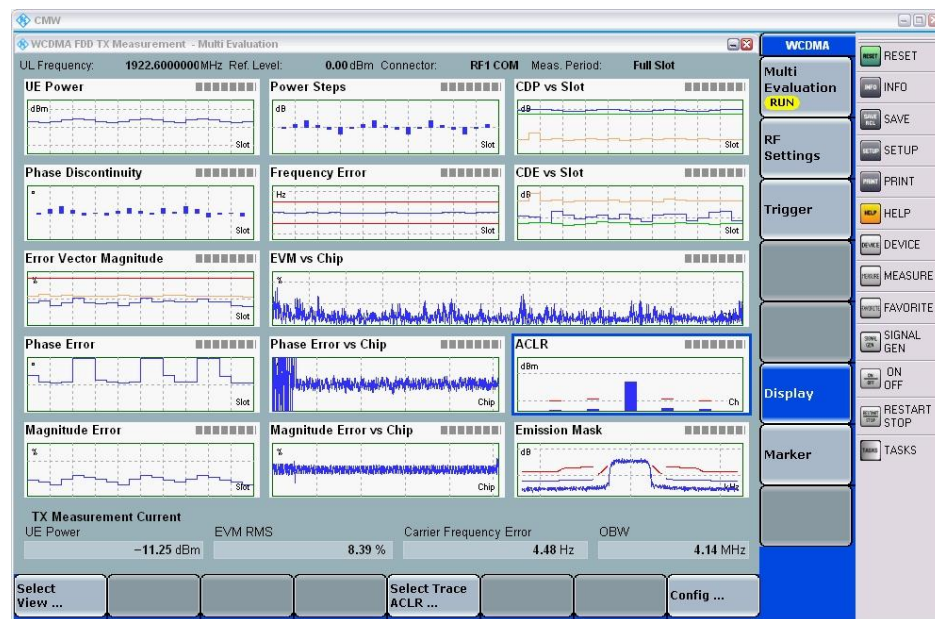 CMW
WCDMA FDD TX Measurement - Multi Evaluation
UL Frequency: 1922.6000000MHz Ref. Level: 0.00 dBm Connector: RF1 COM Meas. Period: Full Slot
UE Power
dBm
Slot
Power Steps
dB
Slot
CDP vs Slot
dB
Slot
Phase Discontinuity
°
Slot
Frequency Error
Hz
Slot
CDE vs Slot
dB
Slot
Error Vector Magnitude
%
Slot
EVM vs Chip
%
Phase Error
°
Slot
Phase Error vs Chip
Chip
ACLR
dBm
Ch
Magnitude Error
%
Slot
Magnitude Error vs Chip
%
Chip
Emission Mask
dB
kHz
TX Measurement Current
UE Power
−11.25 dBm
EVM RMS
8.39 %
Carrier Frequency Error
4.48 Hz
OBW
4.14 MHz
Select
View ...
Select Trace
ACLR ...
Config ...
WCDMA
Multi
Evaluation
RUN
RF
Settings
Trigger
Display
Marker
RESET
INFO
SAVE
SETUP
PRINT
HELP
DEVICE
MEASURE
FAVORITE
SIGNAL
GEN
ON
OFF
RESTART
STOP
TASKS